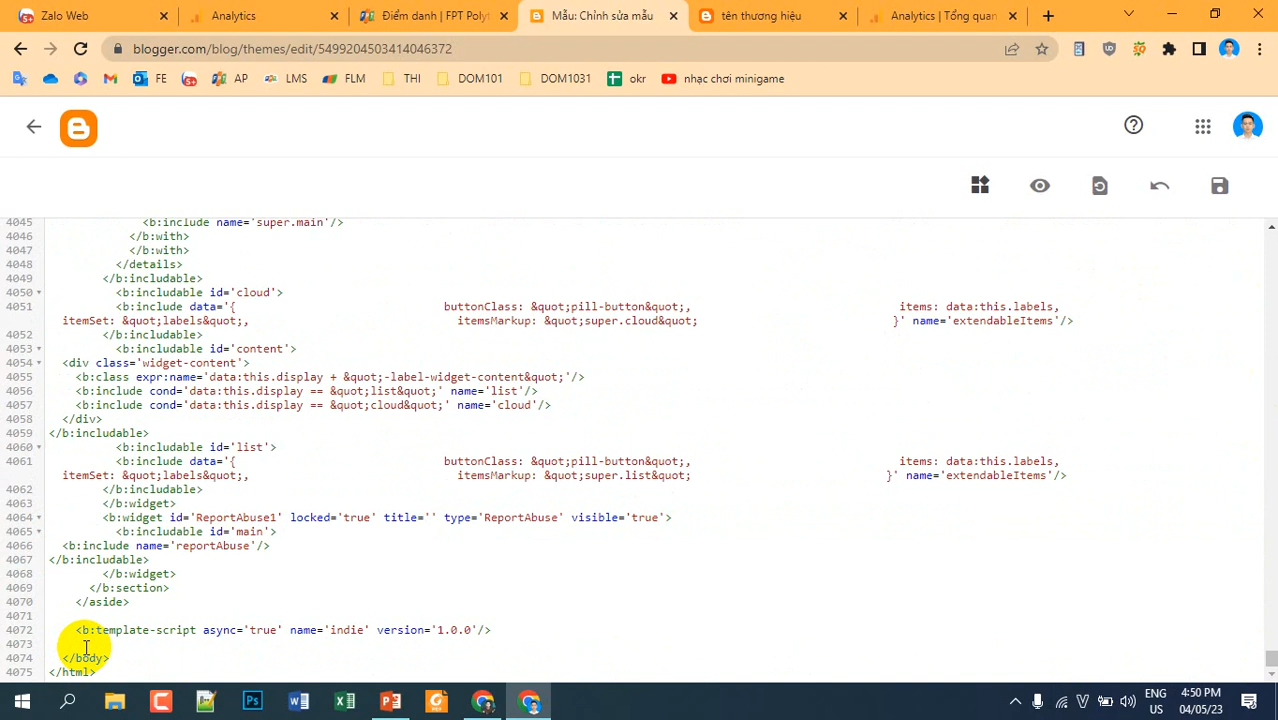 Zalo Web
Analytics
Điểm danh | FPT Polyt
Mẫu: Chỉnh sửa mẫu
tên thương hiệu
Analytics | Tổng quan
blogger.com/blog/themes/edit/5499204503414046372
FE
AP
LMS
FLM
THI
DOM101
DOM1031
okr
nhạc chơi minigame
4045 <b:include name='super.main'/>
4046 </b:with>
4047 </b:with>
4048 </details>
4049 </b:includable>
4050 <b:includable id='cloud'>
4051 <b:include data='{ buttonClass: &quot;pill-button&quot;, items: data:this.labels,
itemSet: &quot;labels&quot;, itemsMarkup: &quot;super.cloud&quot; }' name='extendableItems'/>
4052 </b:includable>
4053 <b:includable id='content'>
4054 <div class='widget-content'>
4055 <b:class expr:name='data:this.display + &quot;-label-widget-content&quot;'/>
4056 <b:include cond='data:this.display == &quot;list&quot;' name='list'/>
4057 <b:include cond='data:this.display == &quot;cloud&quot;' name='cloud'/>
4058 </div>
4059 </b:includable>
4060 <b:includable id='list'>
4061 <b:include data='{ buttonClass: &quot;pill-button&quot;, items: data:this.labels,
itemSet: &quot;labels&quot;, itemsMarkup: &quot;super.list&quot; }' name='extendableItems'/>
4062 </b:includable>
4063 </b:widget>
4064 <b:widget id='ReportAbuse1' locked='true' title='' type='ReportAbuse' visible='true'>
4065 <b:includable id='main'>
4066 <b:include name='reportAbuse'/>
4067 </b:includable>
4068 </b:widget>
4069 </b:section>
4070 </aside>
4071
4072 <b:template-script async='true' name='indie' version='1.0.0'/>
4073
4074 </body>
4075 </html>
ENG
US
4:50 PM
04/05/23